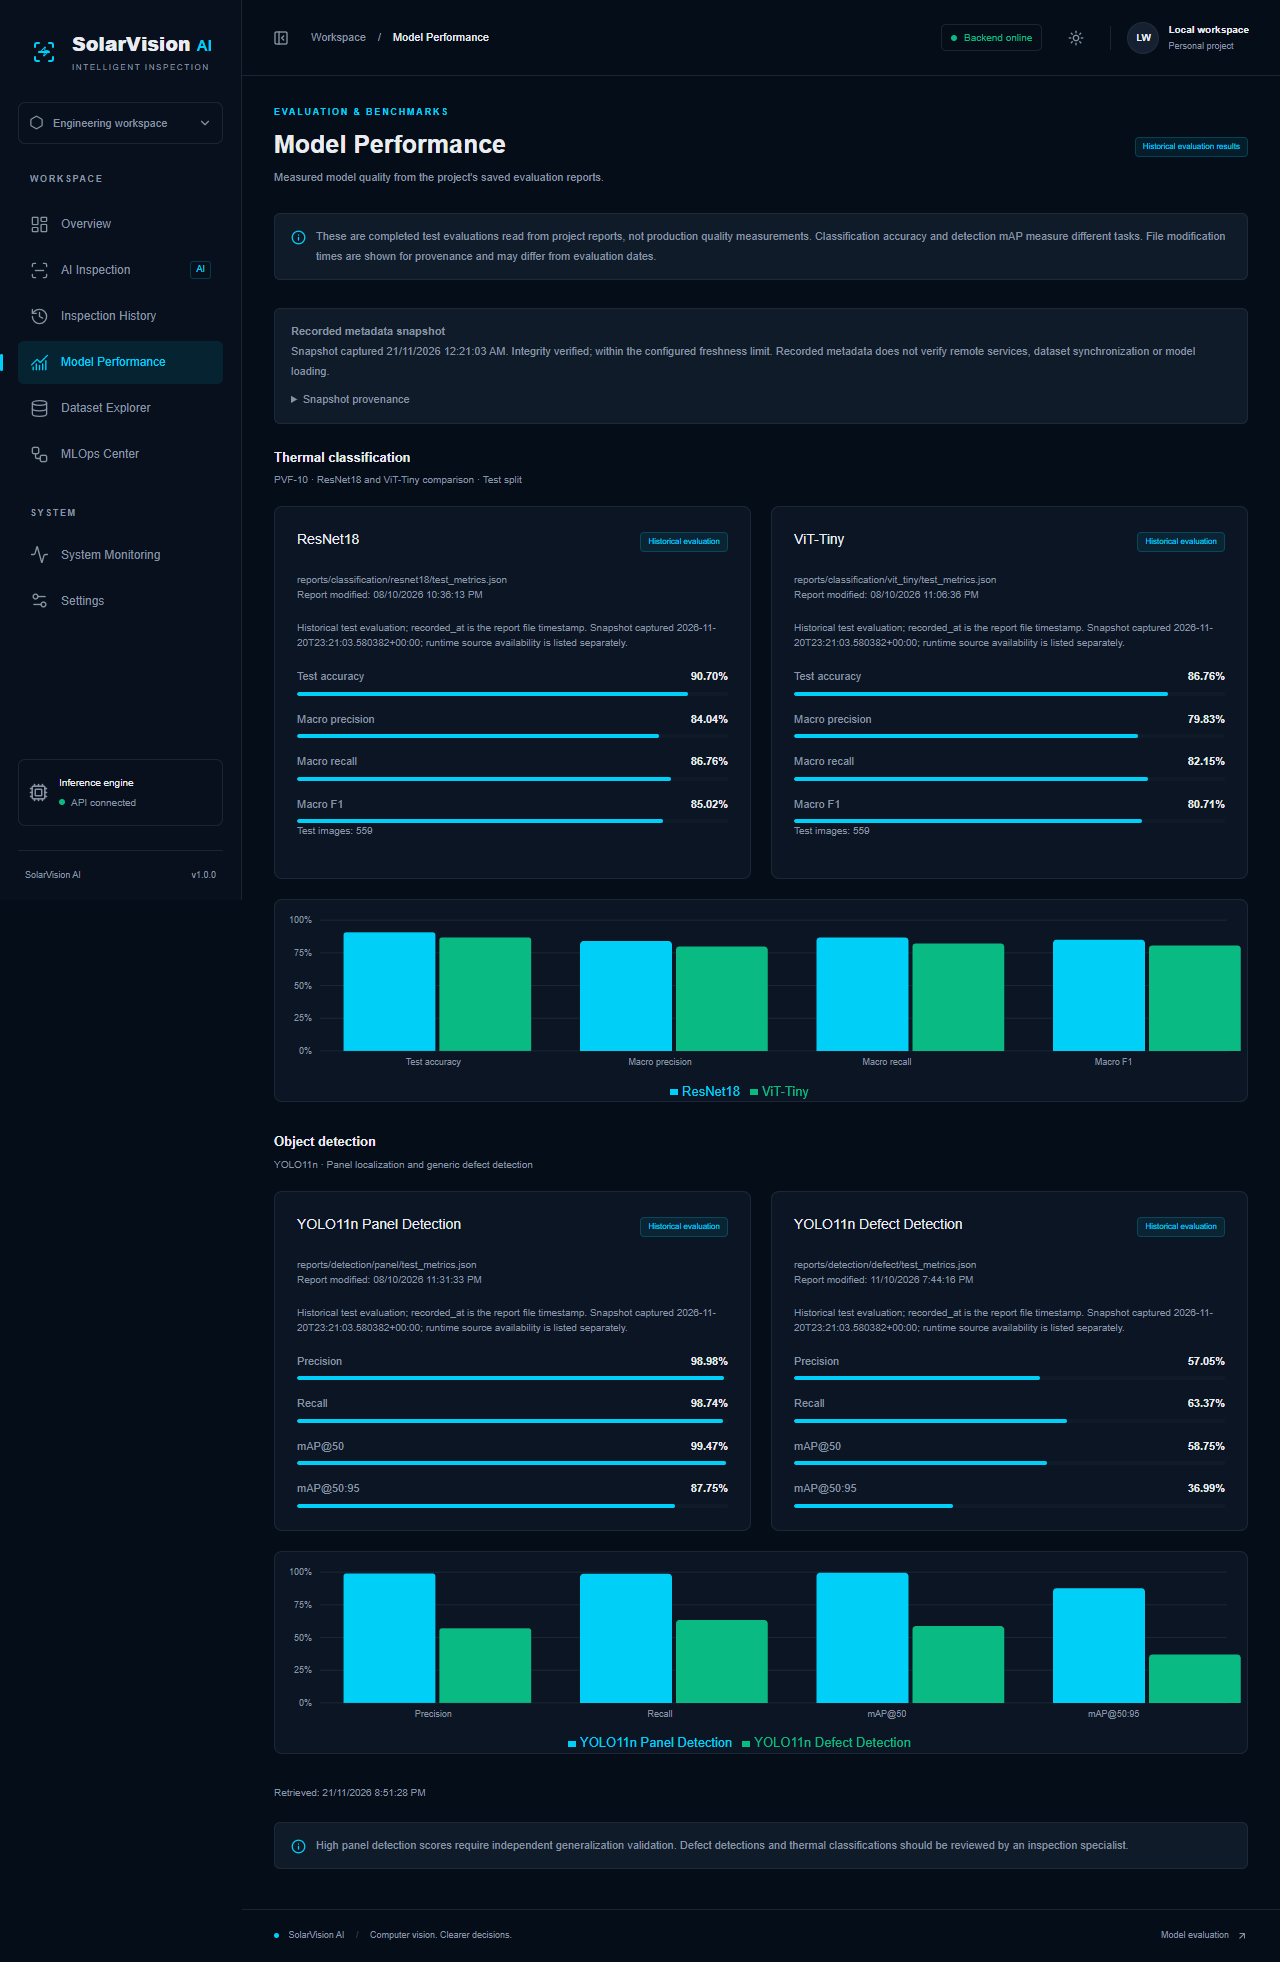 SolarVision AI
INTELLIGENT INSPECTION
Engineering workspace
WORKSPACE
Overview
AI Inspection
AI
Inspection History
Model Performance
Dataset Explorer
MLOps Center
SYSTEM
System Monitoring
Settings
Inference engine
API connected
SolarVision AI
v1.0.0
Workspace / Model Performance
Backend online
LW
Local workspace
Personal project
EVALUATION & BENCHMARKS
Model Performance
Historical evaluation results
Measured model quality from the project's saved evaluation reports.
These are completed test evaluations read from project reports, not production quality measurements. Classification accuracy and detection mAP measure different tasks. File modification
times are shown for provenance and may differ from evaluation dates.
Recorded metadata snapshot
Snapshot captured 21/11/2026 12:21:03 AM. Integrity verified; within the configured freshness limit. Recorded metadata does not verify remote services, dataset synchronization or model
loading.
Snapshot provenance
Thermal classification
PVF-10 · ResNet18 and ViT-Tiny comparison · Test split
ResNet18
Historical evaluation
reports/classification/resnet18/test_metrics.json
Report modified: 08/10/2026 10:36:13 PM
Historical test evaluation; recorded_at is the report file timestamp. Snapshot captured 2026-11-
20T23:21:03.580382+00:00; runtime source availability is listed separately.
Test accuracy 90.70%
Macro precision 84.04%
Macro recall 86.76%
Macro F1 85.02%
Test images: 559
ViT-Tiny
Historical evaluation
reports/classification/vit_tiny/test_metrics.json
Report modified: 08/10/2026 11:06:36 PM
Historical test evaluation; recorded_at is the report file timestamp. Snapshot captured 2026-11-
20T23:21:03.580382+00:00; runtime source availability is listed separately.
Test accuracy 86.76%
Macro precision 79.83%
Macro recall 82.15%
Macro F1 80.71%
Test images: 559
100%
75%
50%
25%
0%
Test accuracy Macro precision Macro recall Macro F1
ResNet18 ViT-Tiny
Object detection
YOLO11n · Panel localization and generic defect detection
YOLO11n Panel Detection
Historical evaluation
reports/detection/panel/test_metrics.json
Report modified: 08/10/2026 11:31:33 PM
Historical test evaluation; recorded_at is the report file timestamp. Snapshot captured 2026-11-
20T23:21:03.580382+00:00; runtime source availability is listed separately.
Precision 98.98%
Recall 98.74%
mAP@50 99.47%
mAP@50:95 87.75%
YOLO11n Defect Detection
Historical evaluation
reports/detection/defect/test_metrics.json
Report modified: 11/10/2026 7:44:16 PM
Historical test evaluation; recorded_at is the report file timestamp. Snapshot captured 2026-11-
20T23:21:03.580382+00:00; runtime source availability is listed separately.
Precision 57.05%
Recall 63.37%
mAP@50 58.75%
mAP@50:95 36.99%
100%
75%
50%
25%
0%
Precision Recall mAP@50 mAP@50:95
YOLO11n Panel Detection YOLO11n Defect Detection
Retrieved: 21/11/2026 8:51:28 PM
High panel detection scores require independent generalization validation. Defect detections and thermal classifications should be reviewed by an inspection specialist.
SolarVision AI / Computer vision. Clearer decisions.
Model evaluation